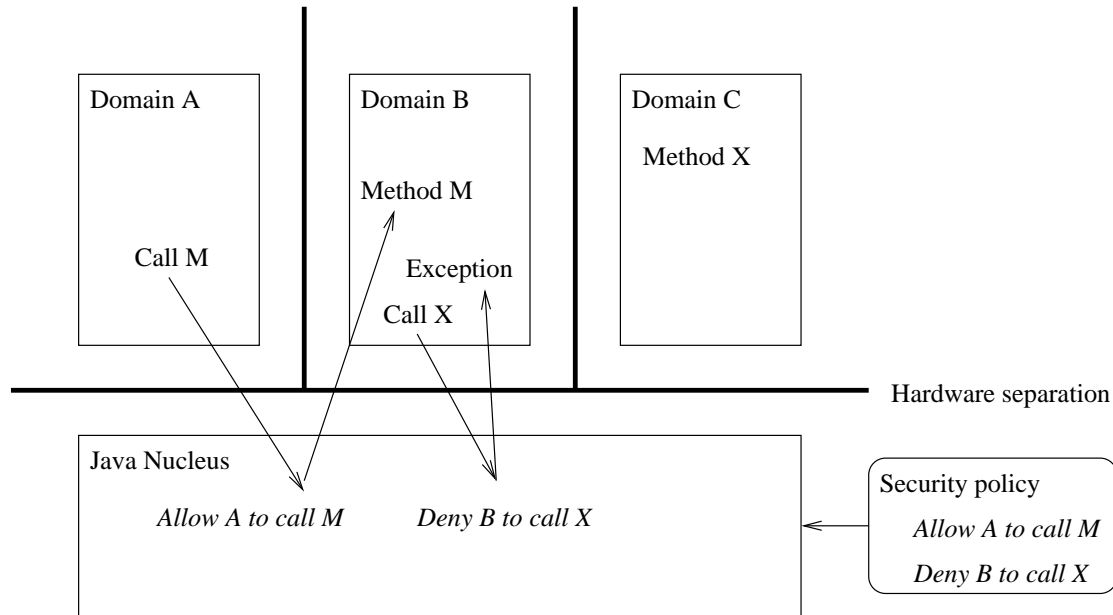 Domain A
Domain B
Domain C
Method X
Method M
Call M
Exception
Call X
Hardware separation
Java Nucleus
Security policy
Allow A to call M
Deny B to call X
Allow A to call M
Deny B to call X